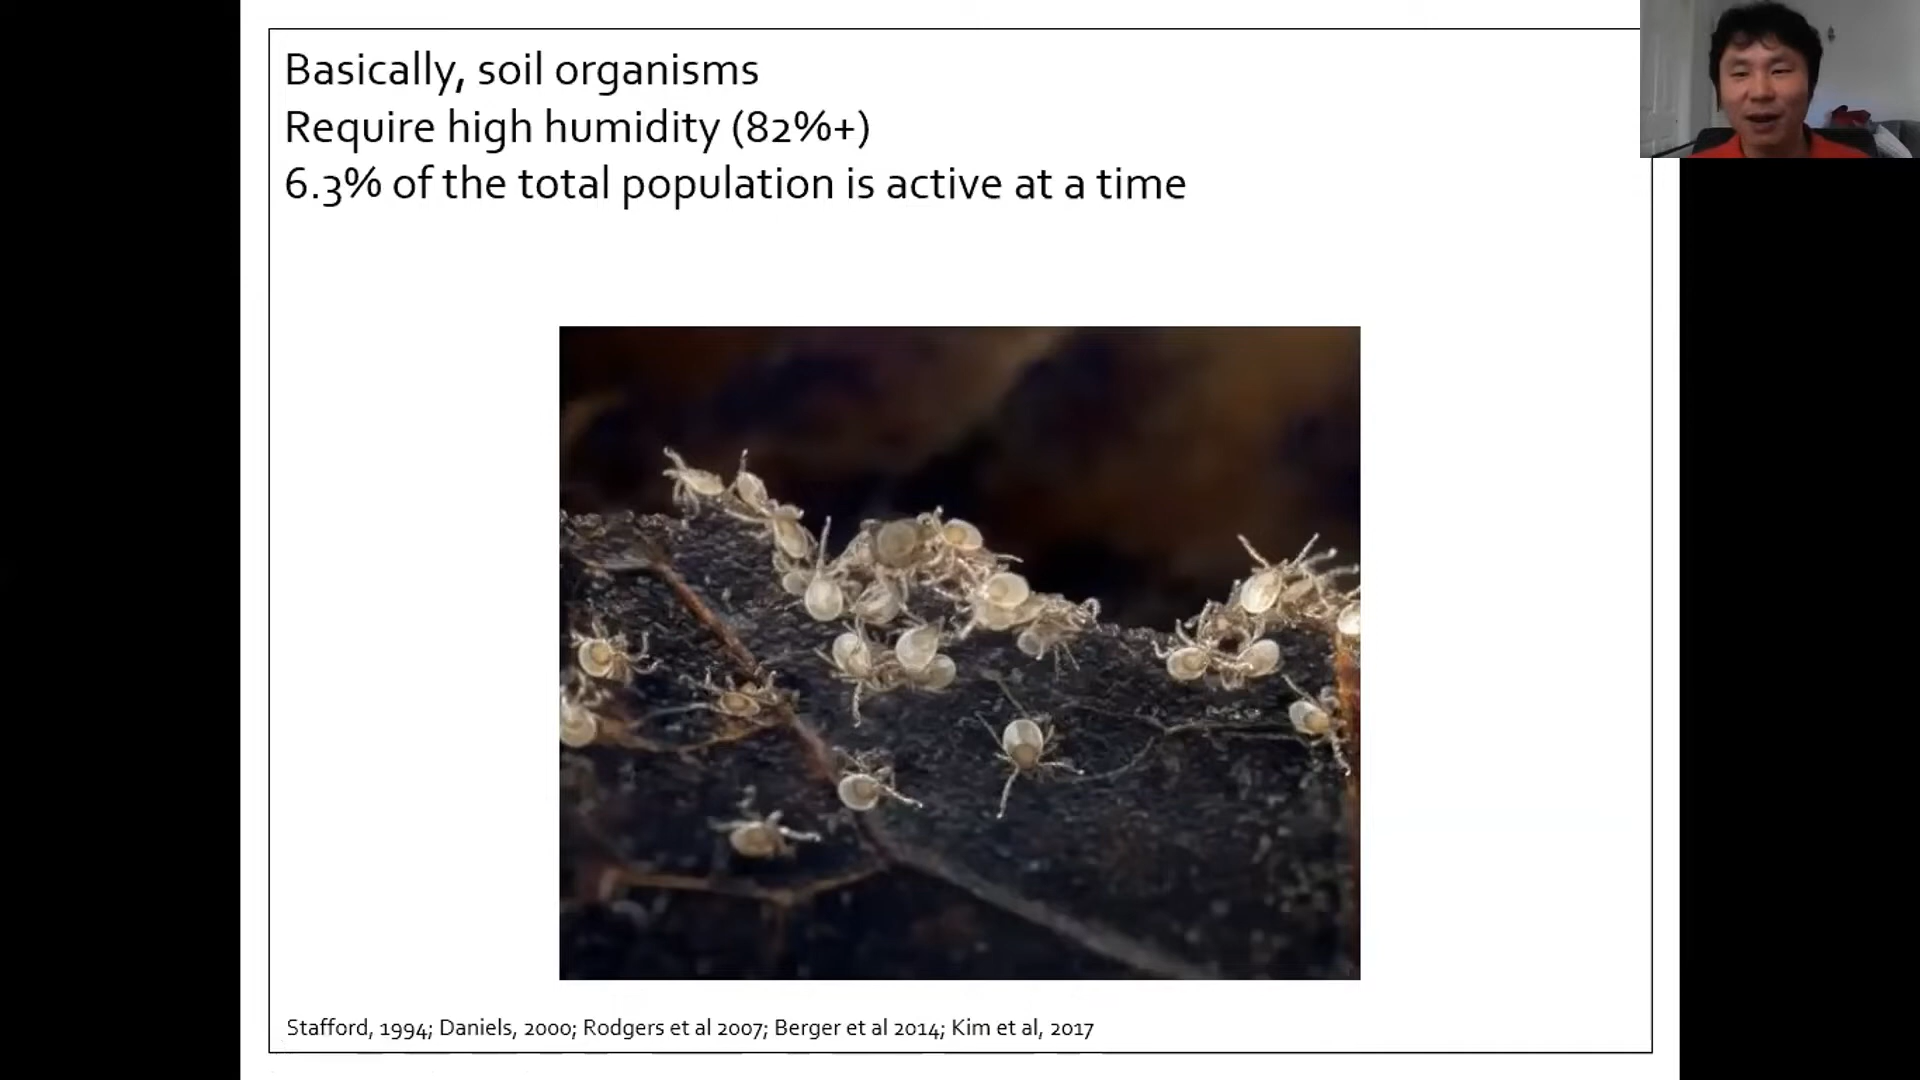 Basically, soil organisms
Require high humidity (82%+)
6.3% of the total population is active at a time
Stafford, 1994; Daniels, 2000; Rodgers et al 2007; Berger et al 2014; Kim et al, 2017